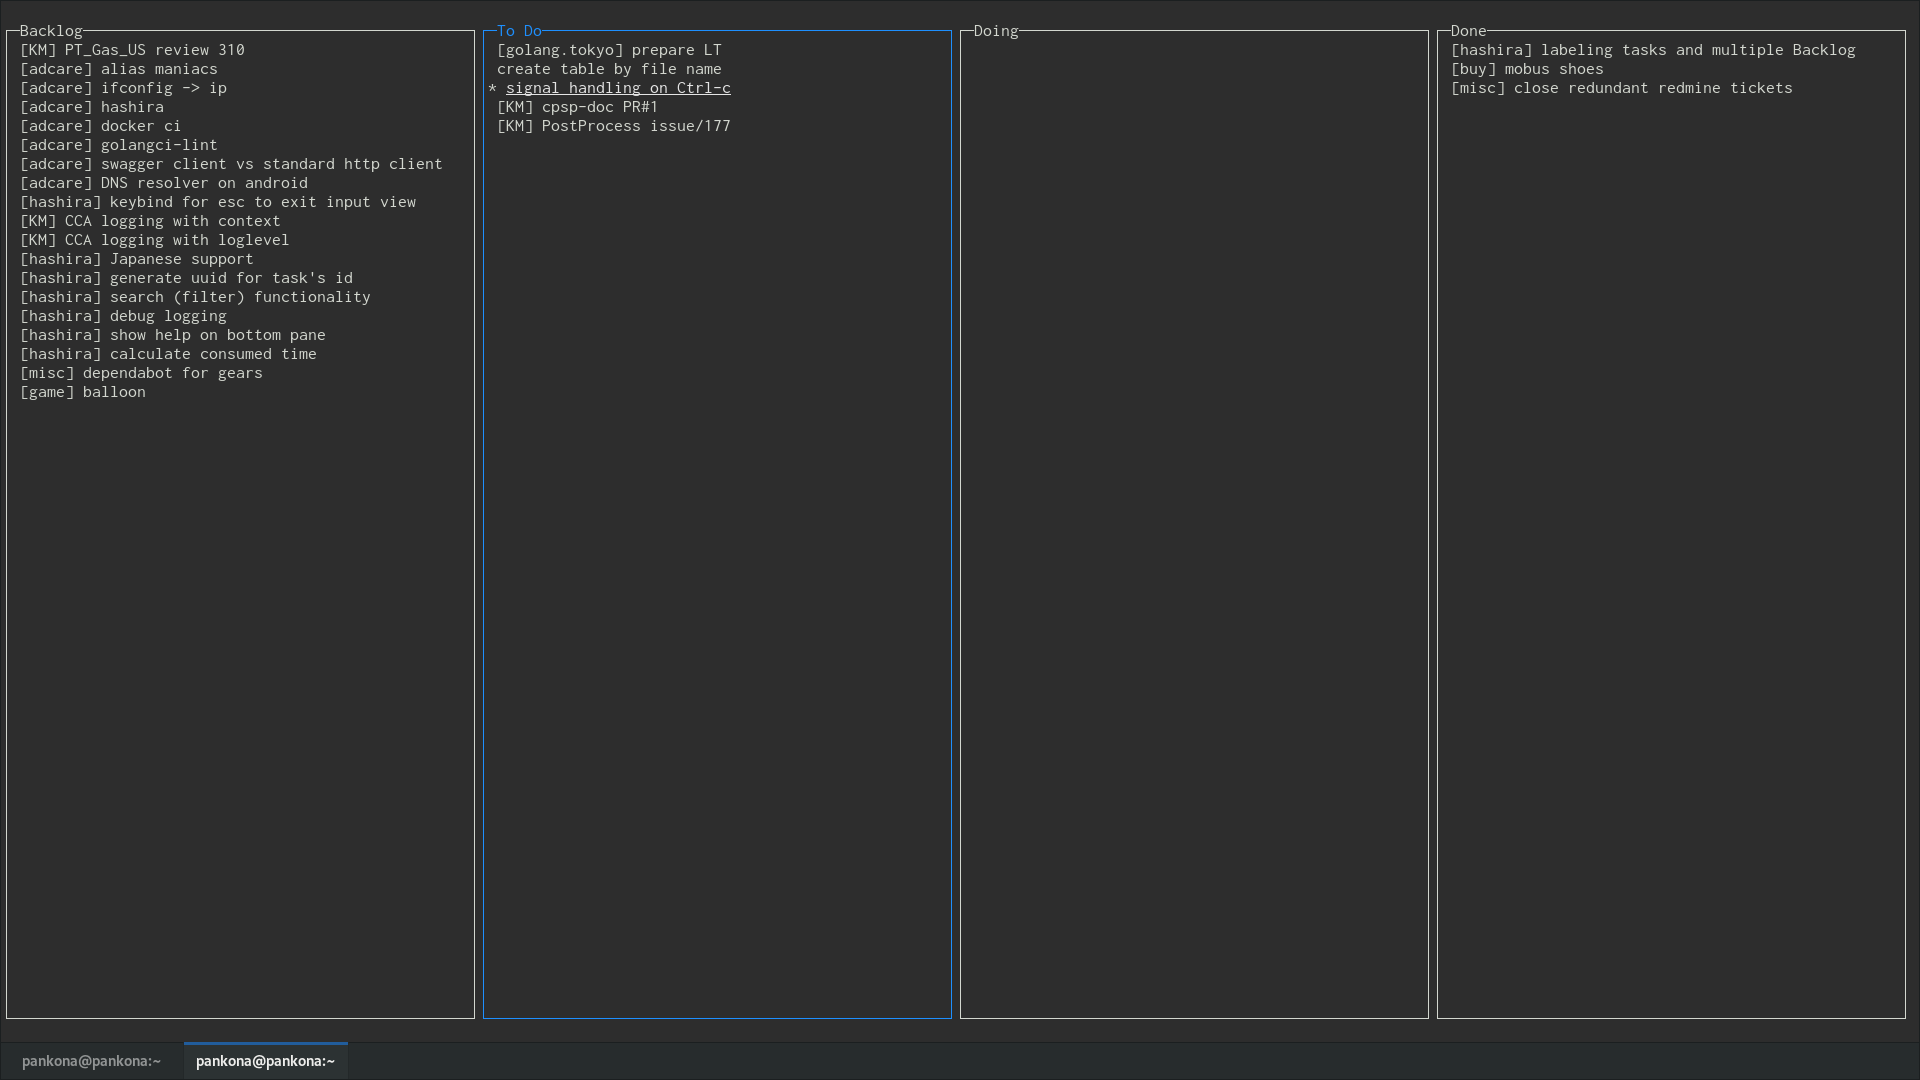 Backlog
[KM] PT_Gas_US review 310
[adcare] alias maniacs
[adcare] ifconfig -> ip
[adcare] hashira
[adcare] docker ci
[adcare] golangci-lint
[adcare] swagger client vs standard http client
[adcare] DNS resolver on android
[hashira] keybind for esc to exit input view
[KM] CCA logging with context
[KM] CCA logging with loglevel
[hashira] Japanese support
[hashira] generate uuid for task's id
[hashira] search (filter) functionality
[hashira] debug logging
[hashira] show help on bottom pane
[hashira] calculate consumed time
[misc] dependabot for gears
[game] balloon
To Do
[golang.tokyo] prepare LT
create table by file name
* signal handling on Ctrl-c
[KM] cpsp-doc PR#1
[KM] PostProcess issue/177
Doing
Done
[hashira] labeling tasks and multiple Backlog
[buy] mobus shoes
[misc] close redundant redmine tickets
pankona@pankona:~
pankona@pankona:~